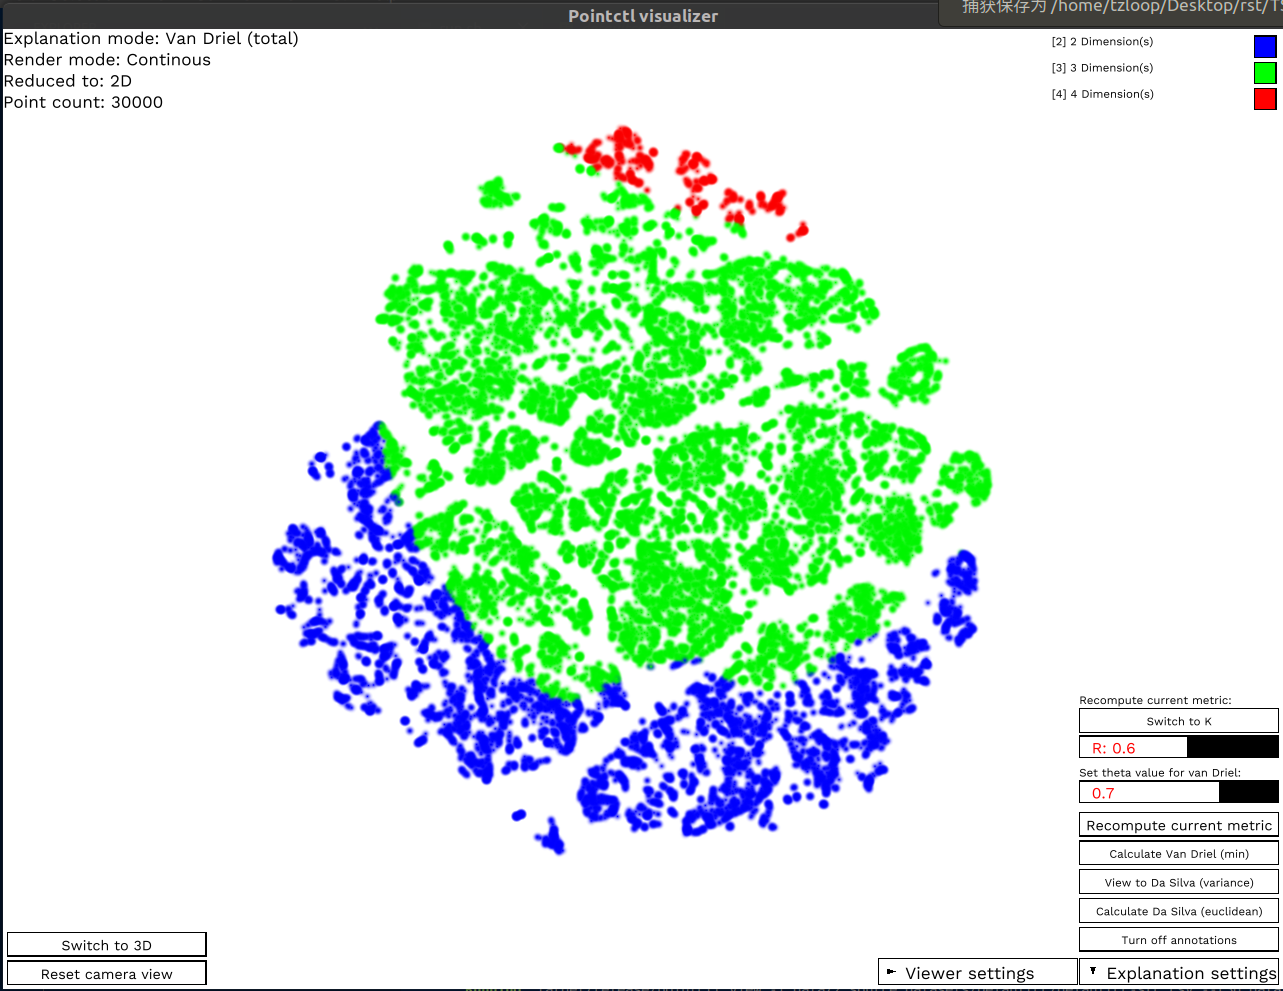 Pointctl visualizer
捕获保存为 /home/tzloop/Desktop/rst/TS
Explanation mode: Van Driel (total)
Render mode: Continous
Reduced to: 2D
Point count: 30000
[2] 2 Dimension(s)
[3] 3 Dimension(s)
[4] 4 Dimension(s)
Recompute current metric:
Switch to K
R: 0.6
Set theta value for van Driel:
0.7
Recompute current metric
Calculate Van Driel (min)
View to Da Silva (variance)
Calculate Da Silva (euclidean)
Turn off annotations
Switch to 3D
Reset camera view
Viewer settings
Explanation settings